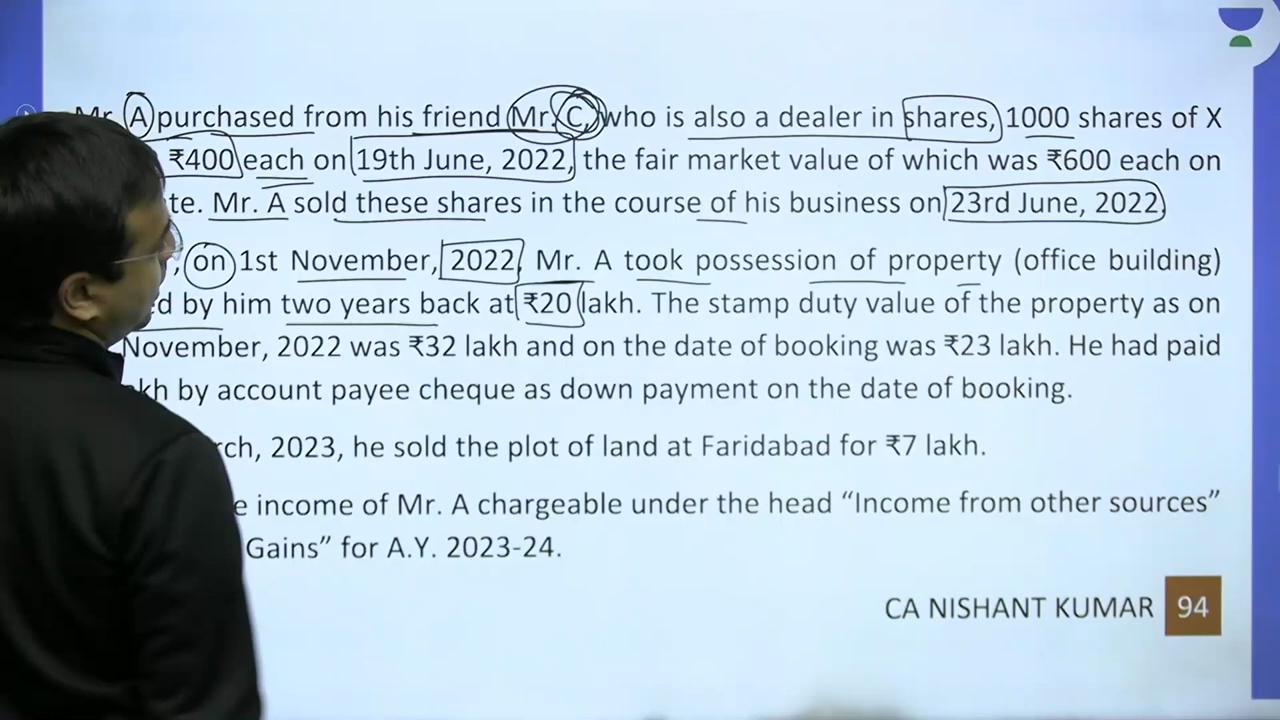 Mr. A purchased from his friend Mr. C, who is also a dealer in shares, 1000 shares of X
₹400 each on 19th June, 2022, the fair market value of which was ₹600 each on
te. Mr. A sold these shares in the course of his business on 23rd June, 2022.
, on 1st November, 2022, Mr. A took possession of property (office building)
ed by him two years back at ₹20 lakh. The stamp duty value of the property as on
November, 2022 was ₹32 lakh and on the date of booking was ₹23 lakh. He had paid
kh by account payee cheque as down payment on the date of booking.
rch, 2023, he sold the plot of land at Faridabad for ₹7 lakh.
e income of Mr. A chargeable under the head “Income from other sources”
Gains” for A.Y. 2023-24.
CA NISHANT KUMAR 94